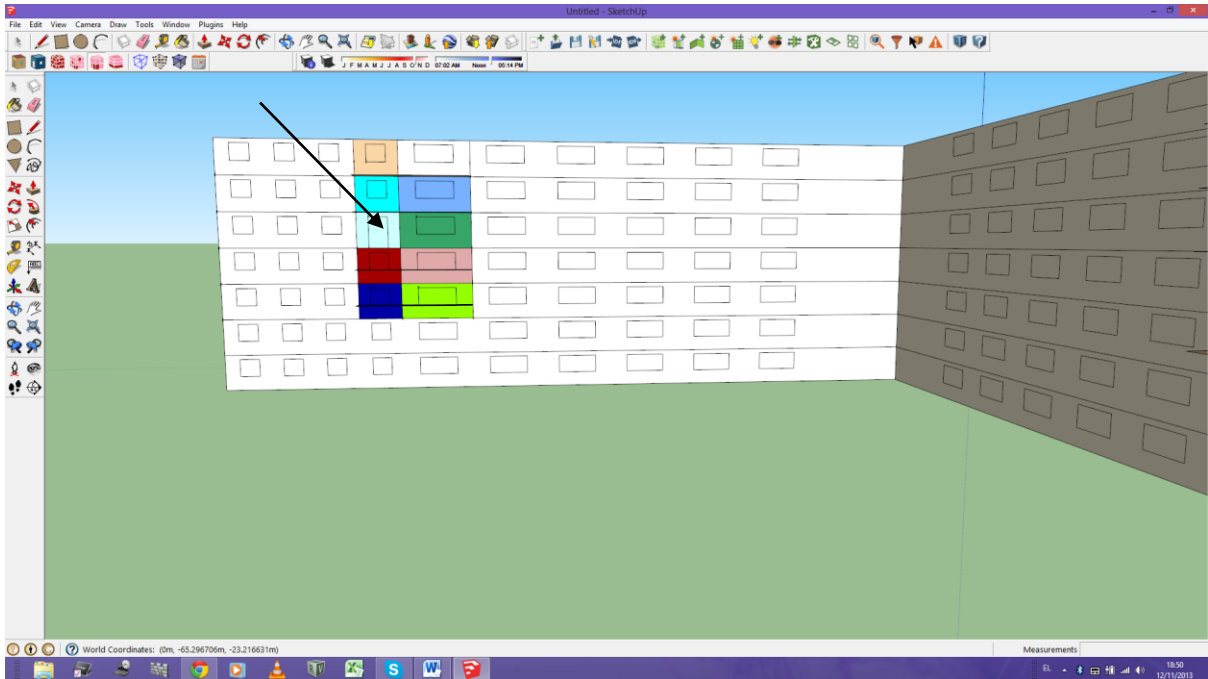 Untitled - SketchUp
File Edit View Camera Draw Tools Window Plugins Help
J F M A M J J A S O N D 07:02 AM Noon 05:14 PM
World Coordinates: (0m, -65.296706m, -23.216631m)
Measurements
EL
18:50
12/11/2013